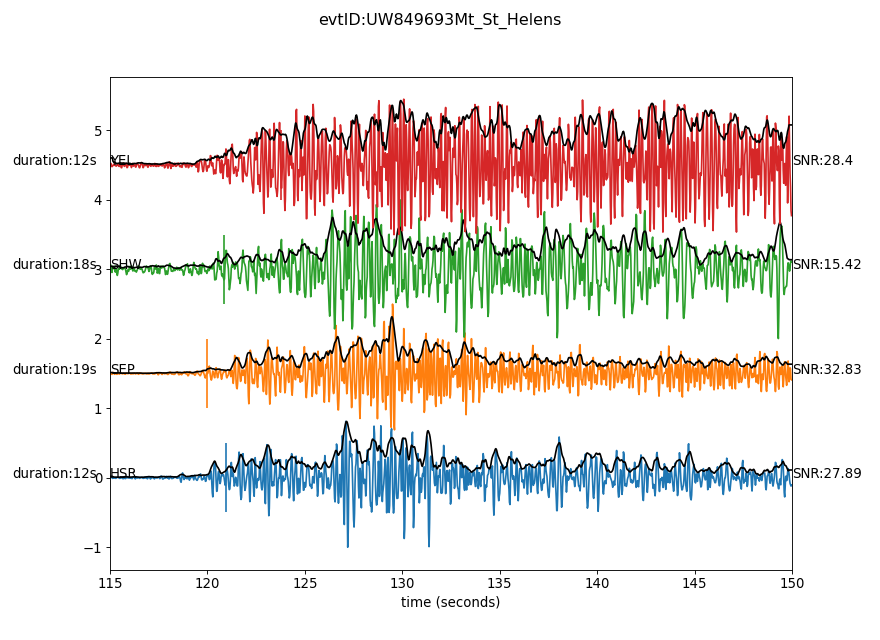 evtID:UW849693Mt_St_Helens
5
duration:12s YEL SNR:28.4
4
duration:18s SHW SNR:15.42
3
2
duration:19s SEP SNR:32.83
1
duration:12s HSR SNR:27.89
0
−1
115 120 125 130 135 140 145 150
time (seconds)